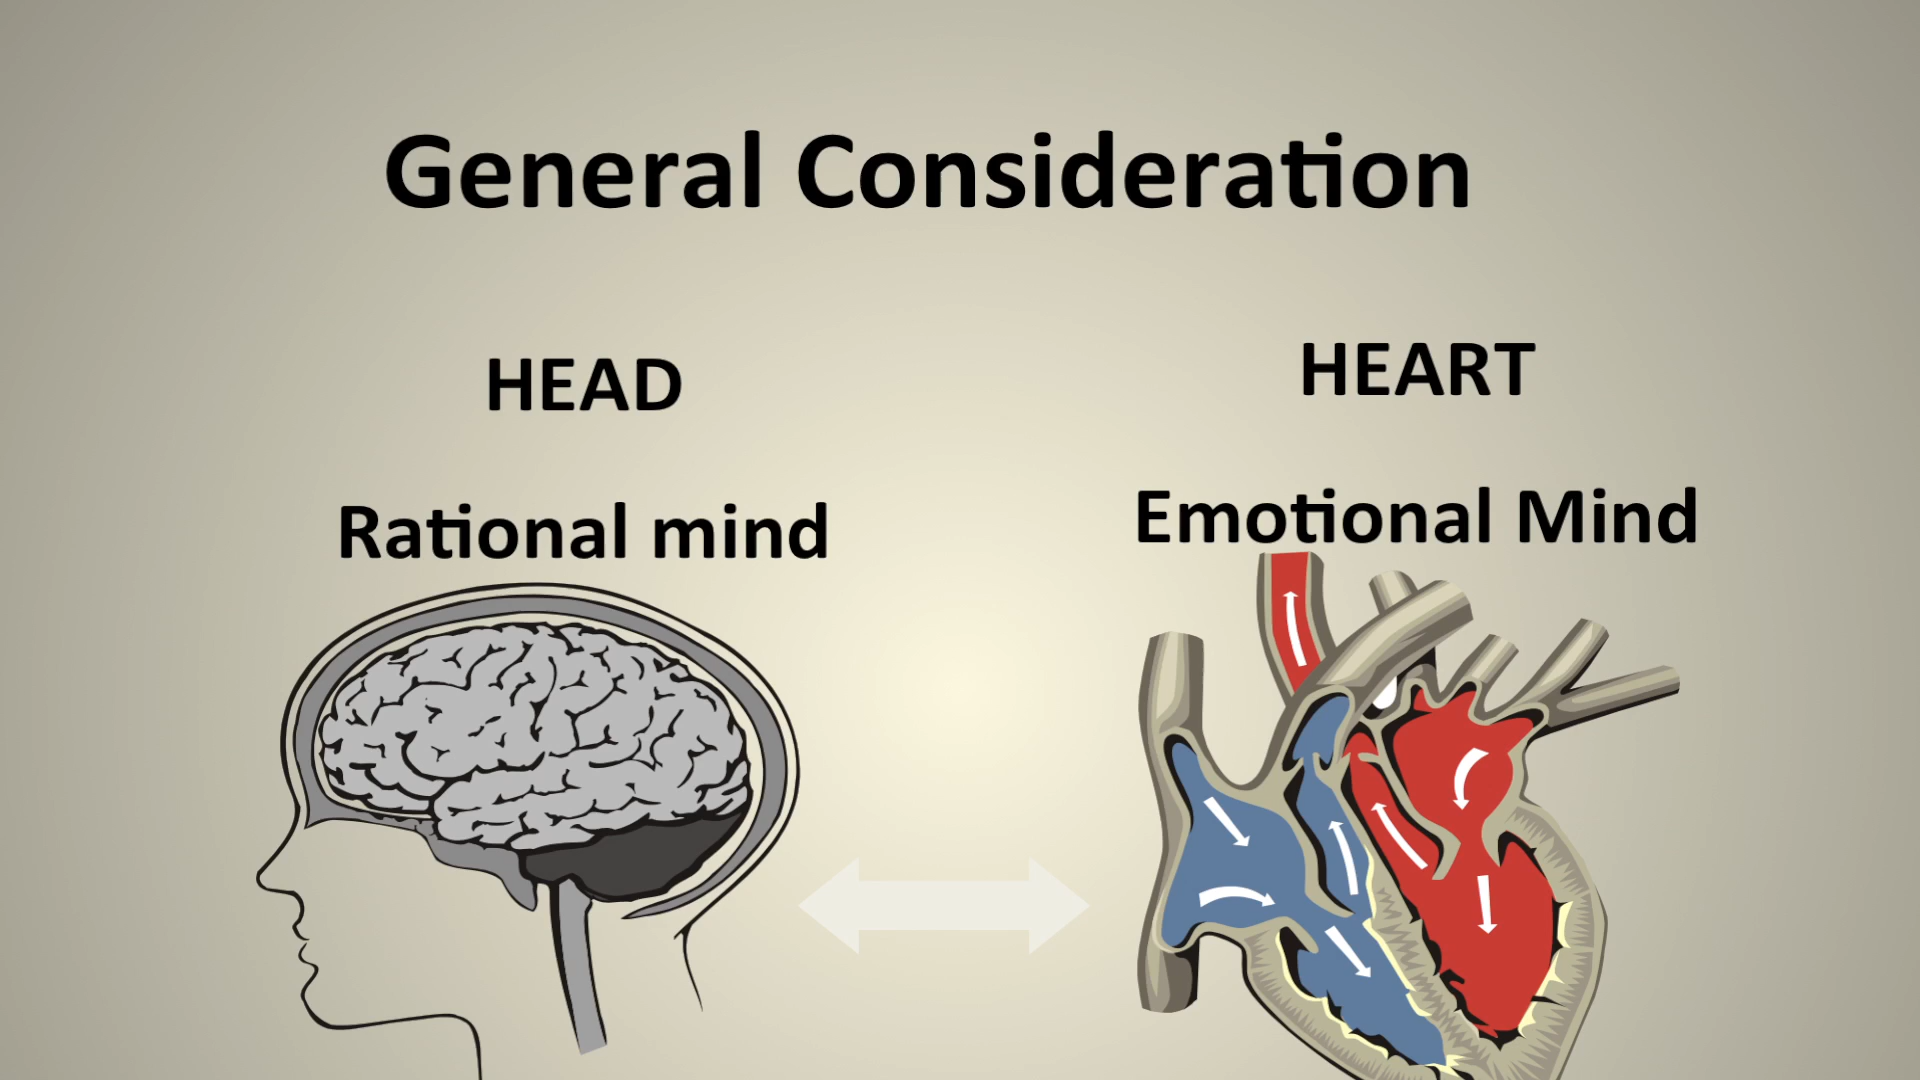 General Consideration
HEAD
Rational mind
HEART
Emotional Mind